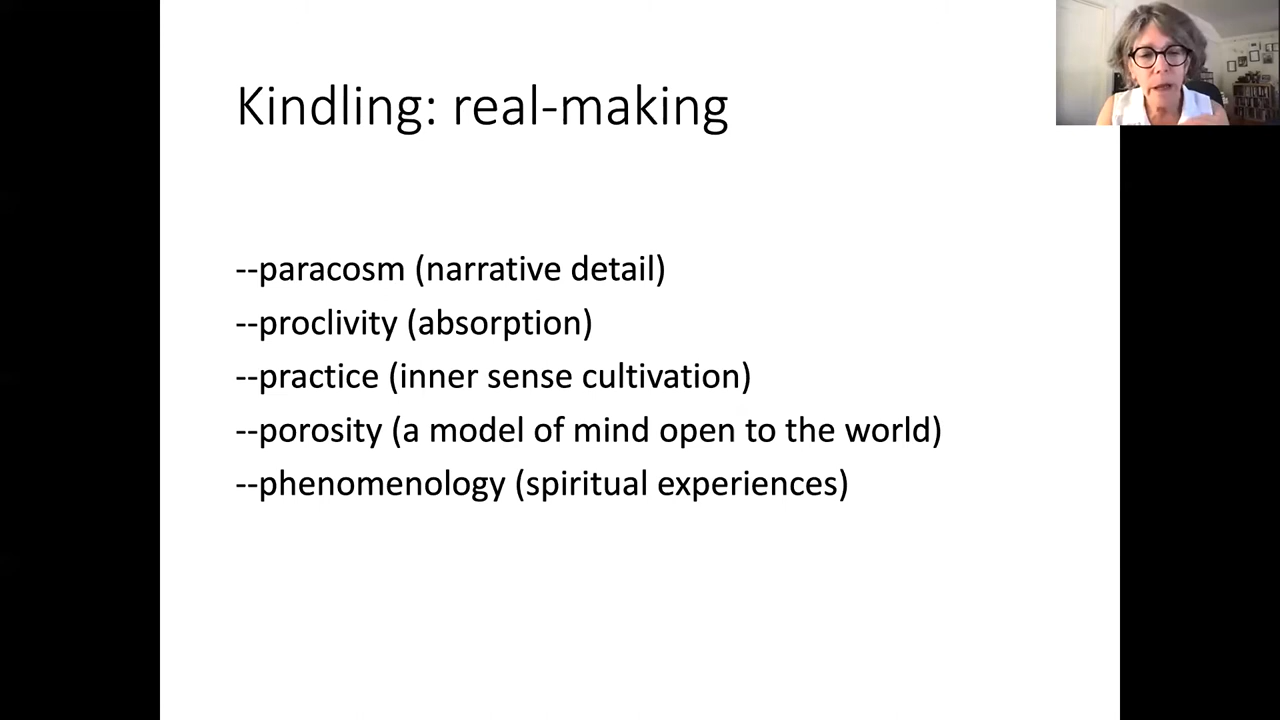 Kindling: real-making
--paracosm (narrative detail)
--proclivity (absorption)
--practice (inner sense cultivation)
--porosity (a model of mind open to the world)
--phenomenology (spiritual experiences)